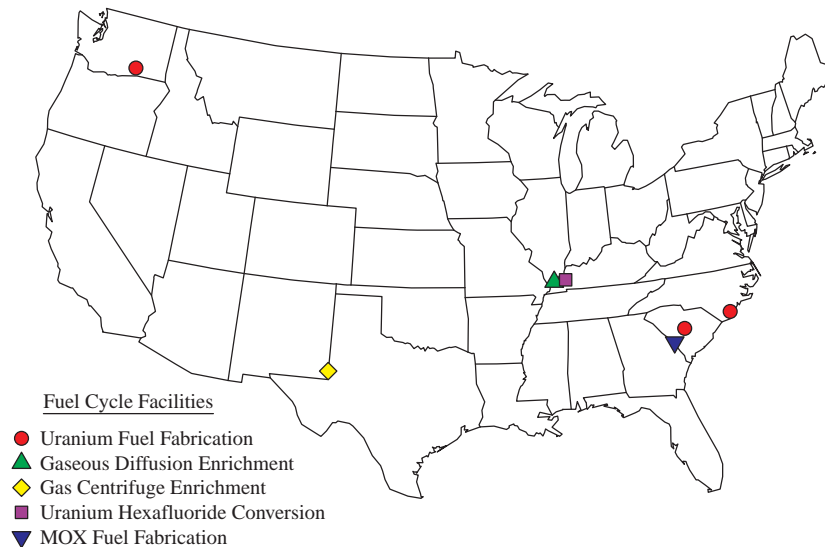 Fuel Cycle Facilities
Uranium Fuel Fabrication
Gaseous Diffusion Enrichment
Gas Centrifuge Enrichment
Uranium Hexafluoride Conversion
MOX Fuel Fabrication